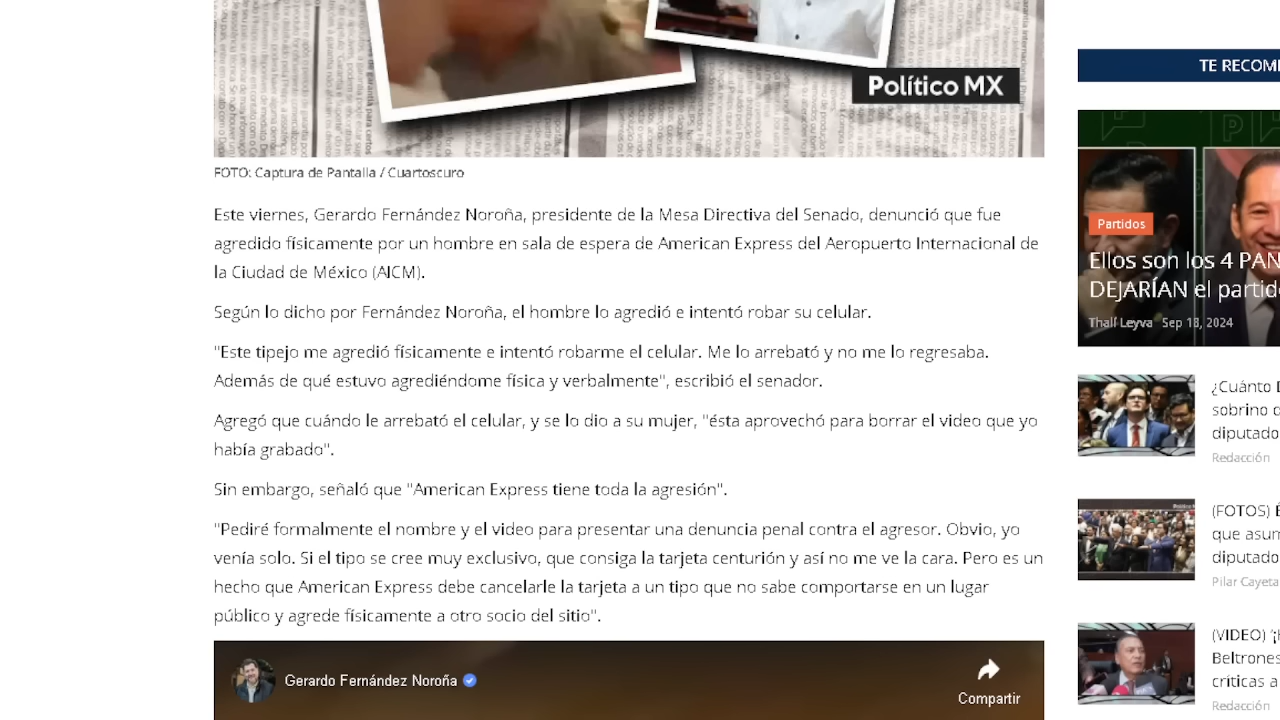 Político MX
FOTO: Captura de Pantalla / Cuartoscuro
Este viernes, Gerardo Fernández Noroña, presidente de la Mesa Directiva del Senado, denunció que fue
agredido físicamente por un hombre en sala de espera de American Express del Aeropuerto Internacional de
la Ciudad de México (AICM).
Según lo dicho por Fernández Noroña, el hombre lo agredió e intentó robar su celular.
"Este tipejo me agredió físicamente e intentó robarme el celular. Me lo arrebató y no me lo regresaba.
Además de qué estuvo agrediéndome física y verbalmente", escribió el senador.
Agregó que cuándo le arrebató el celular, y se lo dio a su mujer, "ésta aprovechó para borrar el video que yo
había grabado".
Sin embargo, señaló que "American Express tiene toda la agresión".
"Pediré formalmente el nombre y el video para presentar una denuncia penal contra el agresor. Obvio, yo
venía solo. Si el tipo se cree muy exclusivo, que consiga la tarjeta centurión y así no me ve la cara. Pero es un
hecho que American Express debe cancelarle la tarjeta a un tipo que no sabe comportarse en un lugar
público y agrede físicamente a otro socio del sitio".
Gerardo Fernández Noroña
Compartir
TE RECOM
Partidos
Ellos son los 4 PAN
DEJARÍAN el partid
Thalí Leyva Sep 18, 2024
¿Cuánto
sobrino
diputado
Redacción
(FOTOS)
que asum
diputado
Pilar Cayeta
(VIDEO)
Beltrones
críticas a
Redacción